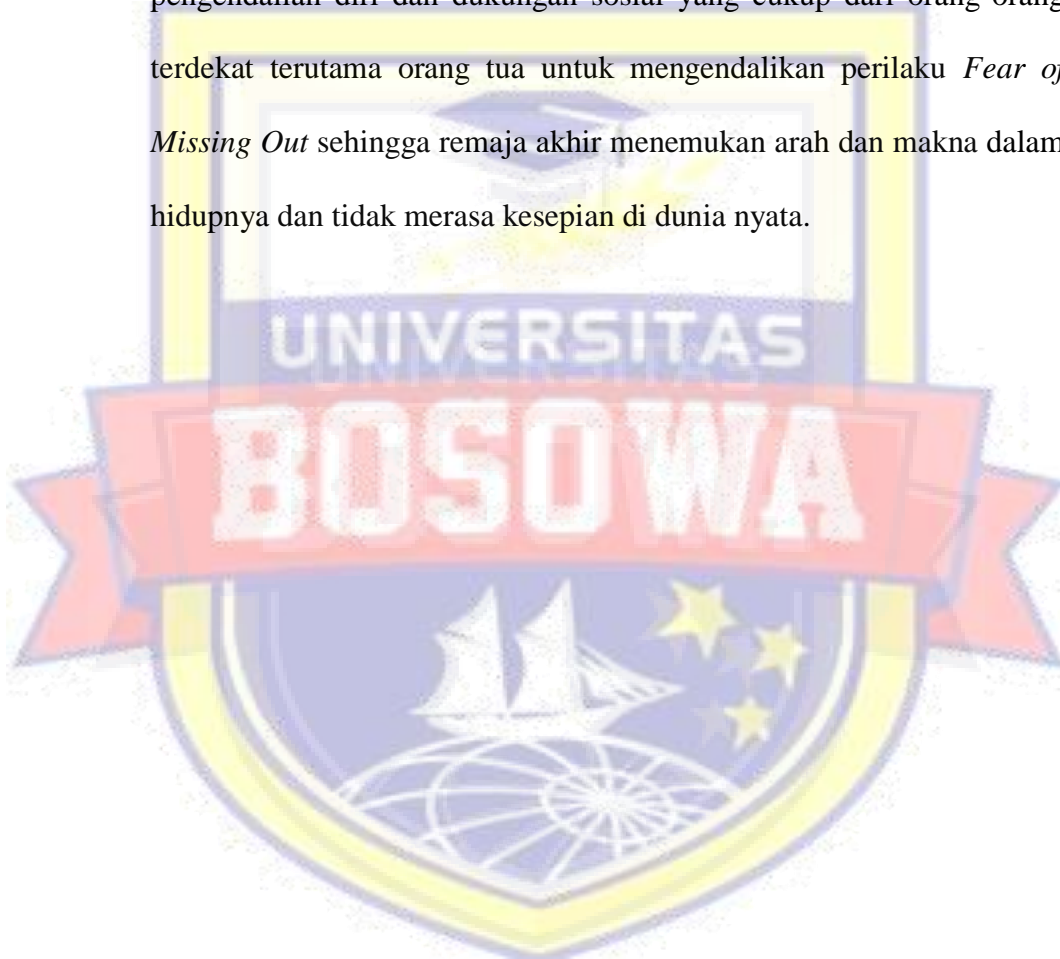 pengendalian diri dan dukungan sosial yang cukup dari orang-orang
terdekat terutama orang tua untuk mengendalikan perilaku Fear of
Missing Out sehingga remaja akhir menemukan arah dan makna dalam
hidupnya dan tidak merasa kesepian di dunia nyata.
UNIVERSITAS
UNIVERSITAS
BOSOWA